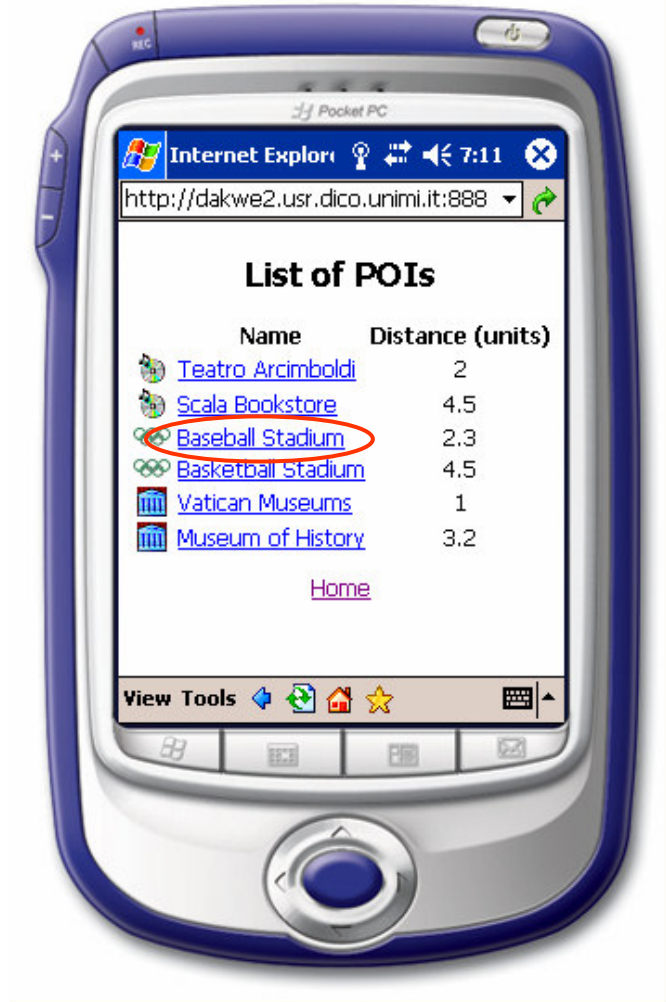 REC
Pocket PC
Internet Explore 7:11
http://dakwe2.usr.dico.unimi.it:888
List of POIs
Name Distance (units)
Teatro Arcimboldi 2
Scala Bookstore 4.5
Baseball Stadium 2.3
Basketball Stadium 4.5
Vatican Museums 1
Museum of History 3.2
Home
View Tools